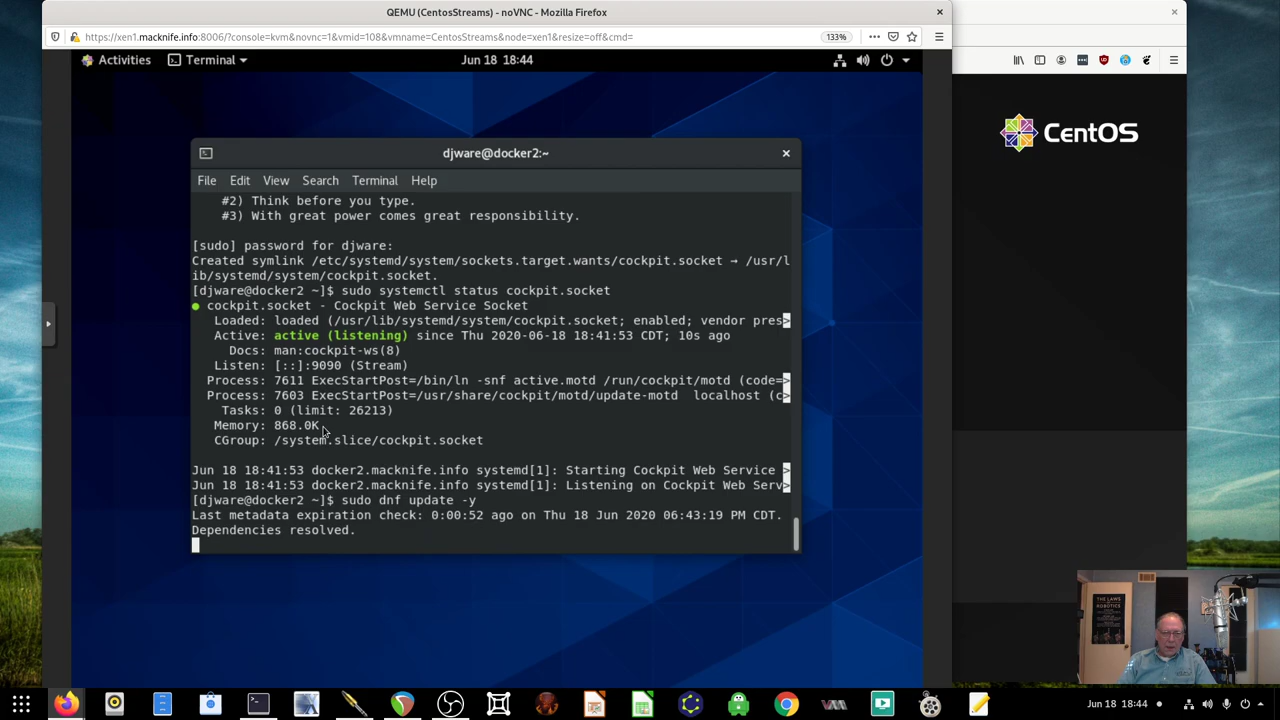 QEMU (CentosStreams) - noVNC - Mozilla Firefox
https://xen1.macknife.info:8006/?console=kvm&novnc=1&vmid=108&vmname=CentosStreams&node=xen1&resize=off&cmd=
133%
Activities
Terminal
Jun 18 18:44
CentOS
djware@docker2:~
File Edit View Search Terminal Help
#2) Think before you type.
#3) With great power comes great responsibility.
[sudo] password for djware:
Created symlink /etc/systemd/system/sockets.target.wants/cockpit.socket → /usr/l
ib/systemd/system/cockpit.socket.
[djware@docker2 ~]$ sudo systemctl status cockpit.socket
● cockpit.socket - Cockpit Web Service Socket
Loaded: loaded (/usr/lib/systemd/system/cockpit.socket; enabled; vendor pres>
Active: active (listening) since Thu 2020-06-18 18:41:53 CDT; 10s ago
Docs: man:cockpit-ws(8)
Listen: [::]:9090 (Stream)
Process: 7611 ExecStartPost=/bin/ln -snf active.motd /run/cockpit/motd (code=>
Process: 7603 ExecStartPost=/usr/share/cockpit/motd/update-motd  localhost (c>
Tasks: 0 (limit: 26213)
Memory: 868.0K
CGroup: /system.slice/cockpit.socket
Jun 18 18:41:53 docker2.macknife.info systemd[1]: Starting Cockpit Web Service >
Jun 18 18:41:53 docker2.macknife.info systemd[1]: Listening on Cockpit Web Serv>
[djware@docker2 ~]$ sudo dnf update -y
Last metadata expiration check: 0:00:52 ago on Thu 18 Jun 2020 06:43:19 PM CDT.
Dependencies resolved.
THE LAWS
ROBOTICS
Jun 18 18:44